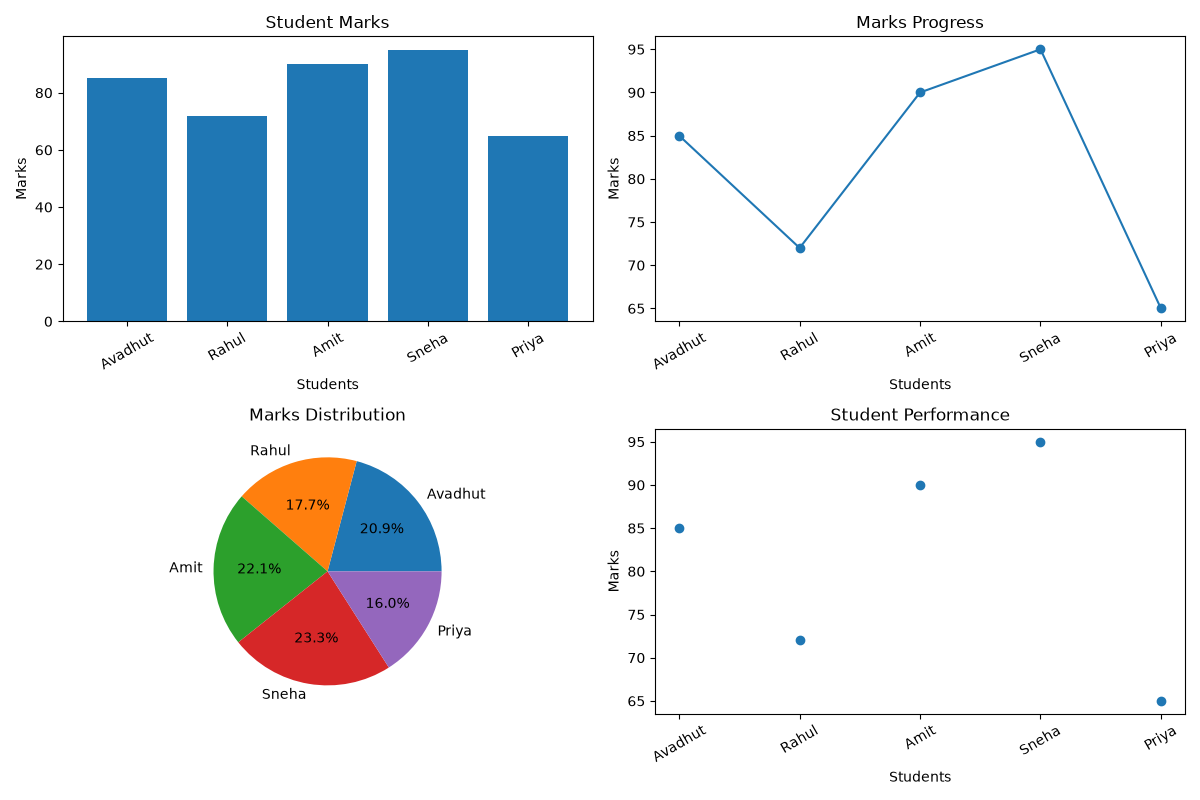 Student Marks
80
60
40
20
0
Marks
Avadhut
Rahul
Amit
Sneha
Priya
Students
Marks Progress
95
90
85
80
75
70
65
Marks
Avadhut
Rahul
Amit
Sneha
Priya
Students
Marks Distribution
Rahul
Avadhut
17.7%
20.9%
Amit
22.1%
16.0%
Priya
23.3%
Sneha
Student Performance
95
90
85
80
75
70
65
Marks
Avadhut
Rahul
Amit
Sneha
Priya
Students